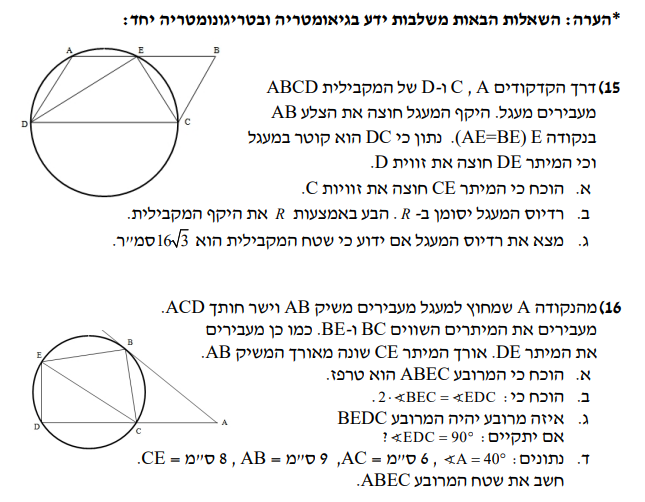 *הערה: השאלות הבאות משלבות ידע בגיאומטריה ובטריגונומטריה יחד:
A E B
D C
15) דרך הקדקודים A , C ו-D של המקבילית ABCD
מעבירים מעגל. היקף המעגל חוצה את הצלע AB
בנקודה E (AE=BE). נתון כי DC הוא קוטר במעגל
וכי המיתר DE חוצה את זווית D.
א. הוכח כי המיתר CE חוצה את זוויות C.
ב. רדיוס המעגל יסומן ב- R . הבע באמצעות R את היקף המקבילית.
ג. מצא את רדיוס המעגל אם ידוע כי שטח המקבילית הוא 16√3 סמ״ר.
16) מהנקודה A שמחוץ למעגל מעבירים משיק AB וישר חותך ACD.
מעבירים את המיתרים השווים BC ו-BE. כמו כן מעבירים
את המיתר DE. אורך המיתר CE שונה מאורך המשיק AB.
א. הוכח כי המרובע ABEC הוא טרפז.
ב. הוכח כי: 2·∢BEC = ∢EDC .
ג. איזה מרובע יהיה המרובע BEDC
אם יתקיים: ∢EDC = 90° ?
ד. נתונים: ∢A = 40° , 6 ס״מ = AC, 9 ס״מ = AB , 8 ס״מ = CE.
חשב את שטח המרובע ABEC.
B
E
D C A